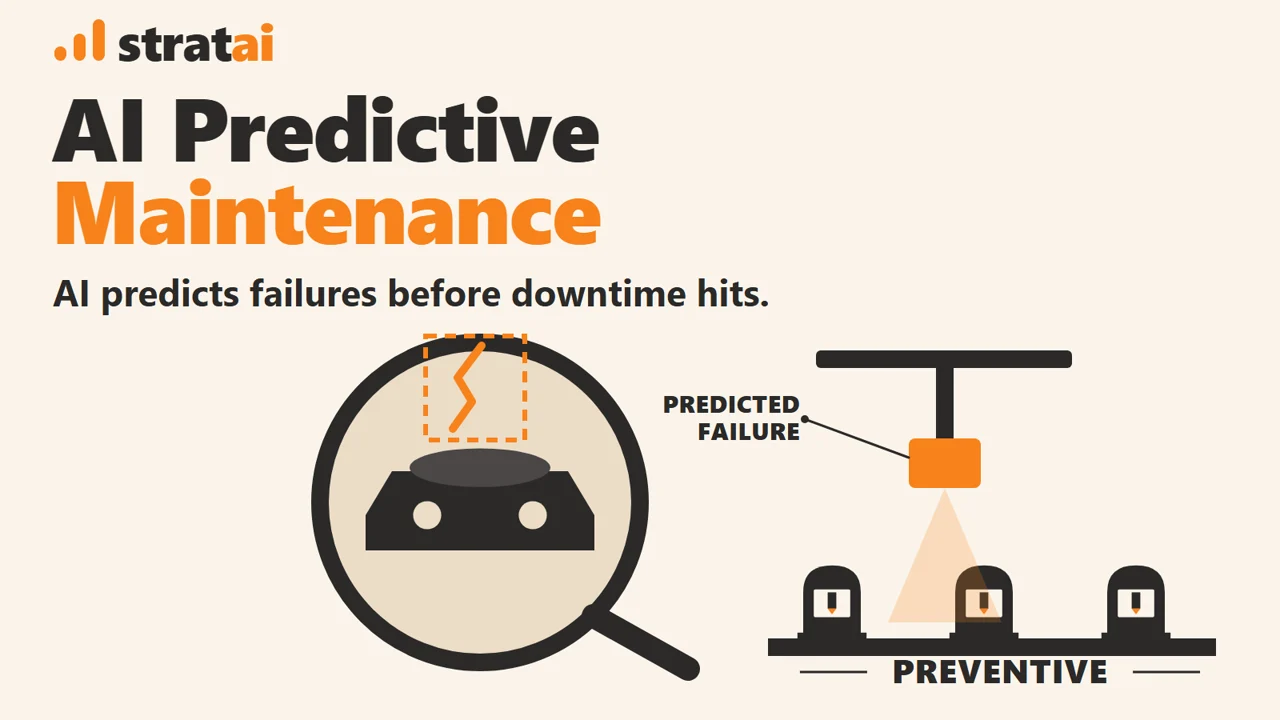 stratai
AI Predictive
Maintenance
AI predicts failures before downtime hits.
PREDICTED
FAILURE
PREVENTIVE